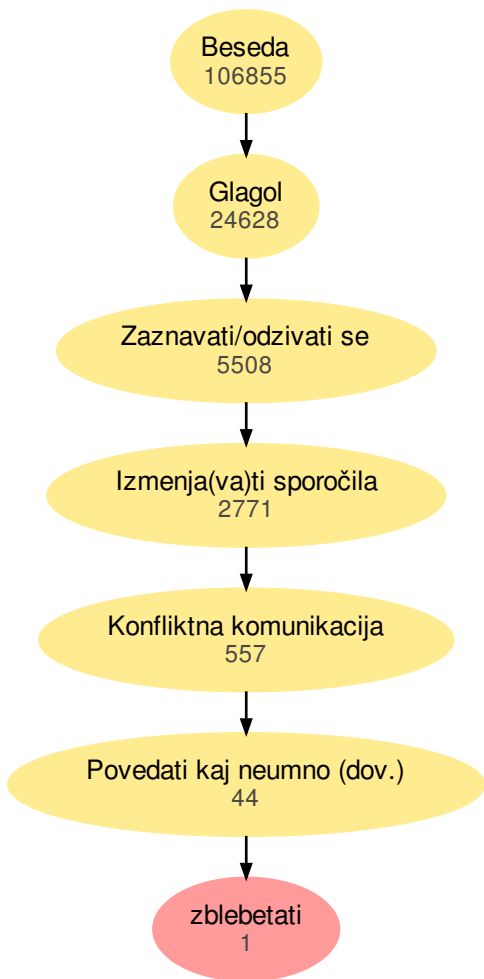 Beseda
106855
Glagol
24628
Zaznavati/odzivati se
5508
Izmenja(va)ti sporočila
2771
Konfliktna komunikacija
557
Povedati kaj neumno (dov.)
44
zblebetati
1